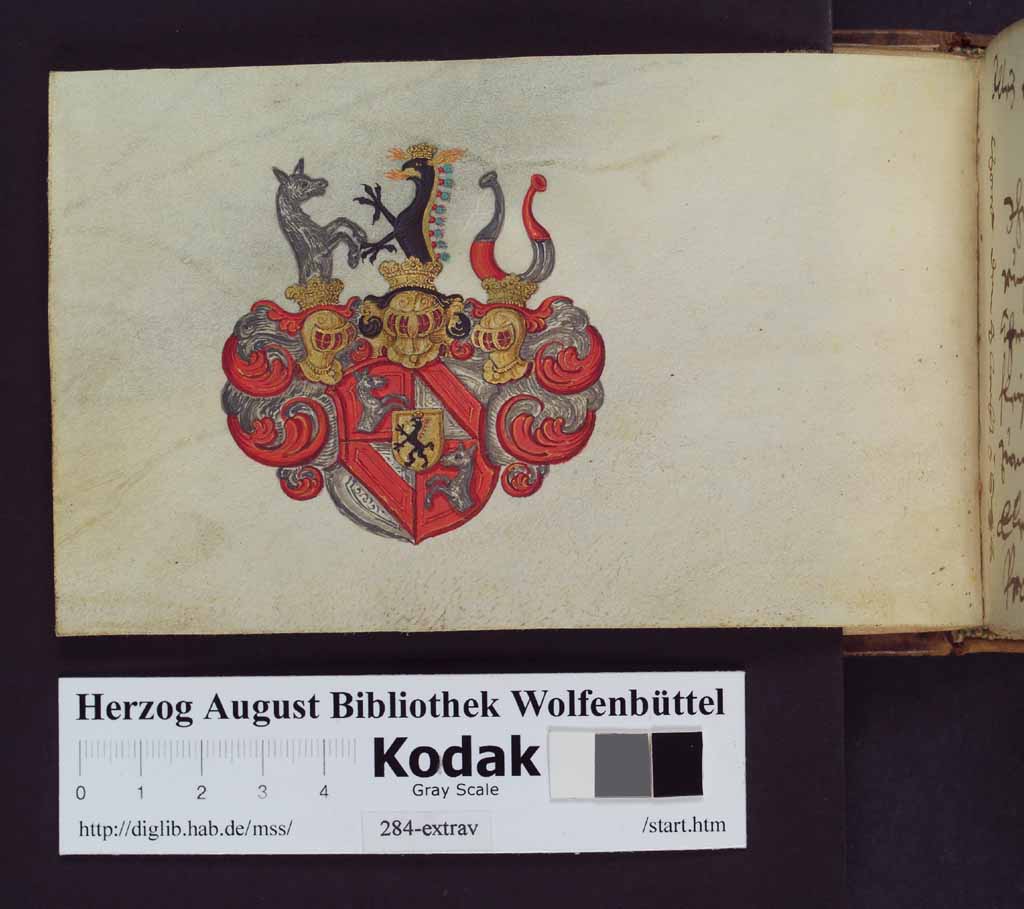 Herzog August Bibliothek Wolfenbüttel
Kodak
Gray Scale
0 1 2 3 4
http://diglib.hab.de/mss/
284-extrav
/start.htm